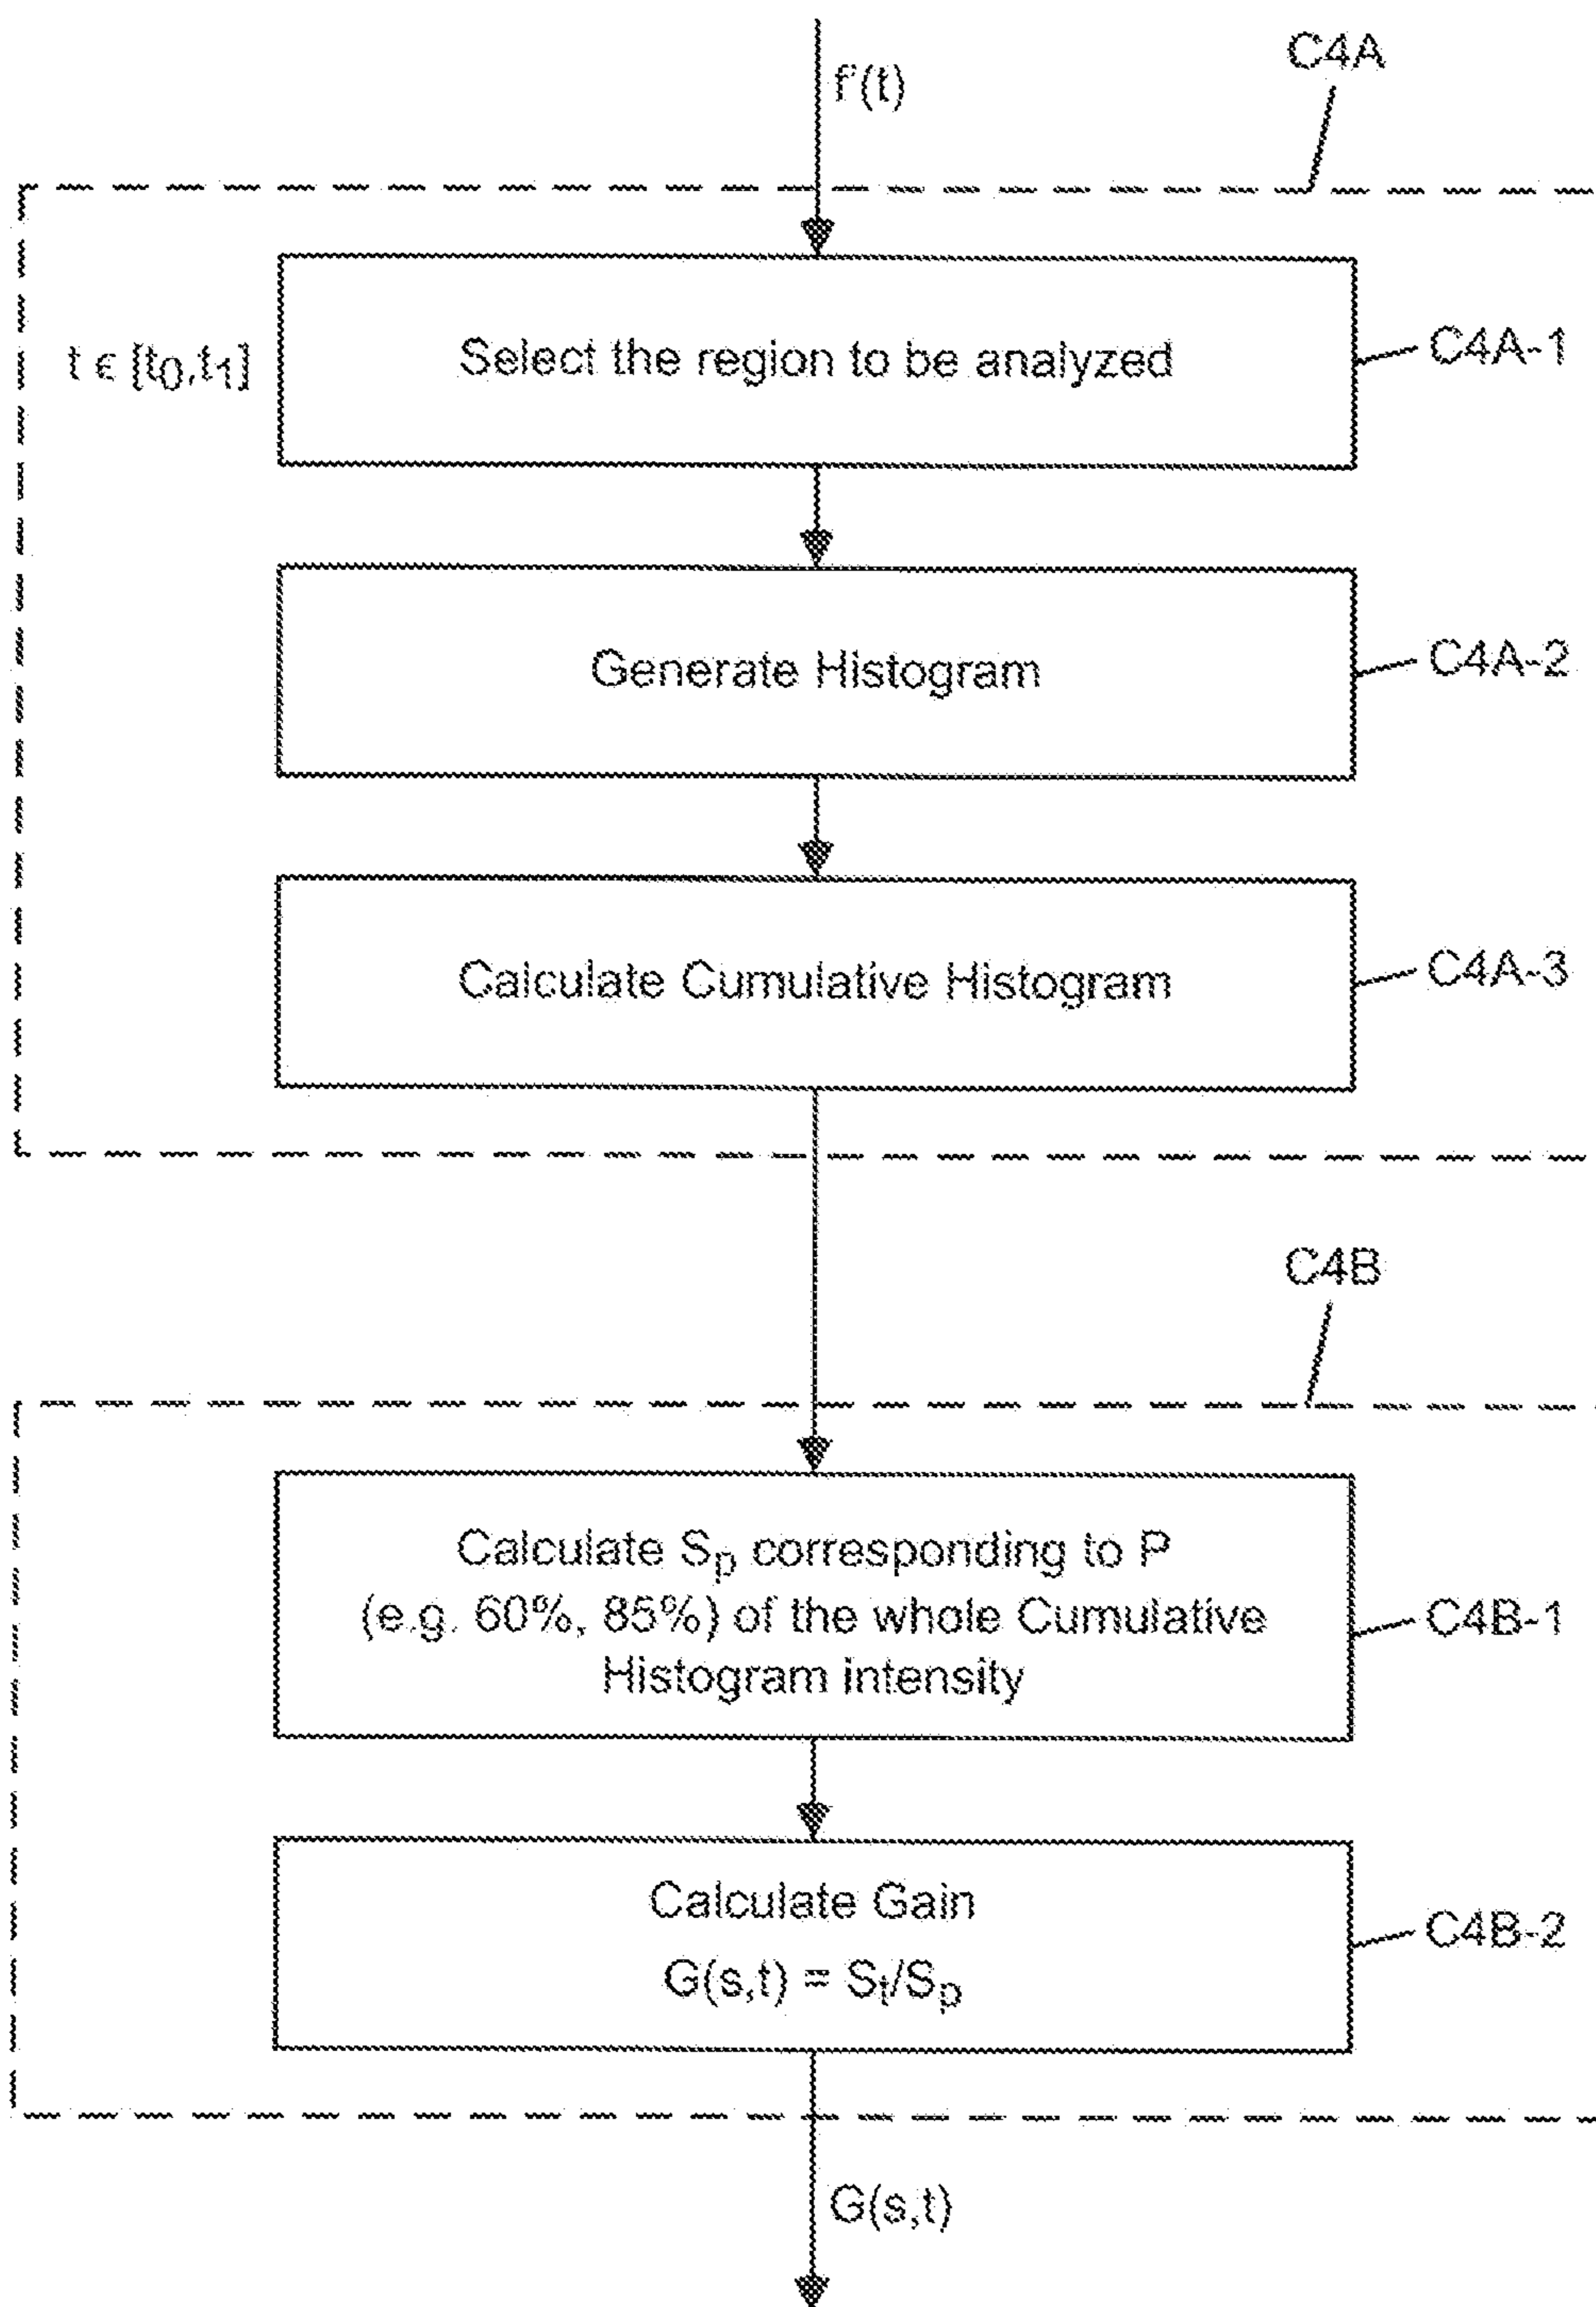 f'(t)
C4A
t ∈ [t0,t1]
Select the region to be analyzed
C4A-1
Generate Histogram
C4A-2
Calculate Cumulative Histogram
C4A-3
C4B
Calculate Sp corresponding to P
(e.g. 60%, 85%) of the whole Cumulative
Histogram intensity
C4B-1
Calculate Gain
G(s,t) = St/Sp
C4B-2
G(s,t)